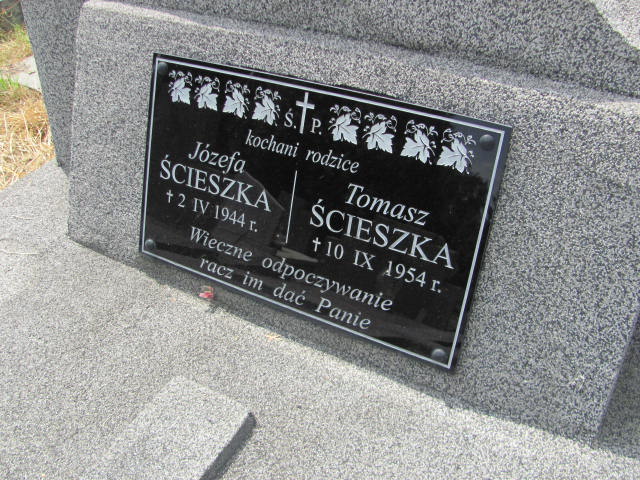 Ś. P.
kochani rodzice
Józefa
ŚCIESZKA
† 2 IV 1944 r.
Tomasz
ŚCIESZKA
† 10 IX 1954 r.
Wieczne odpoczywanie
racz im dać Panie